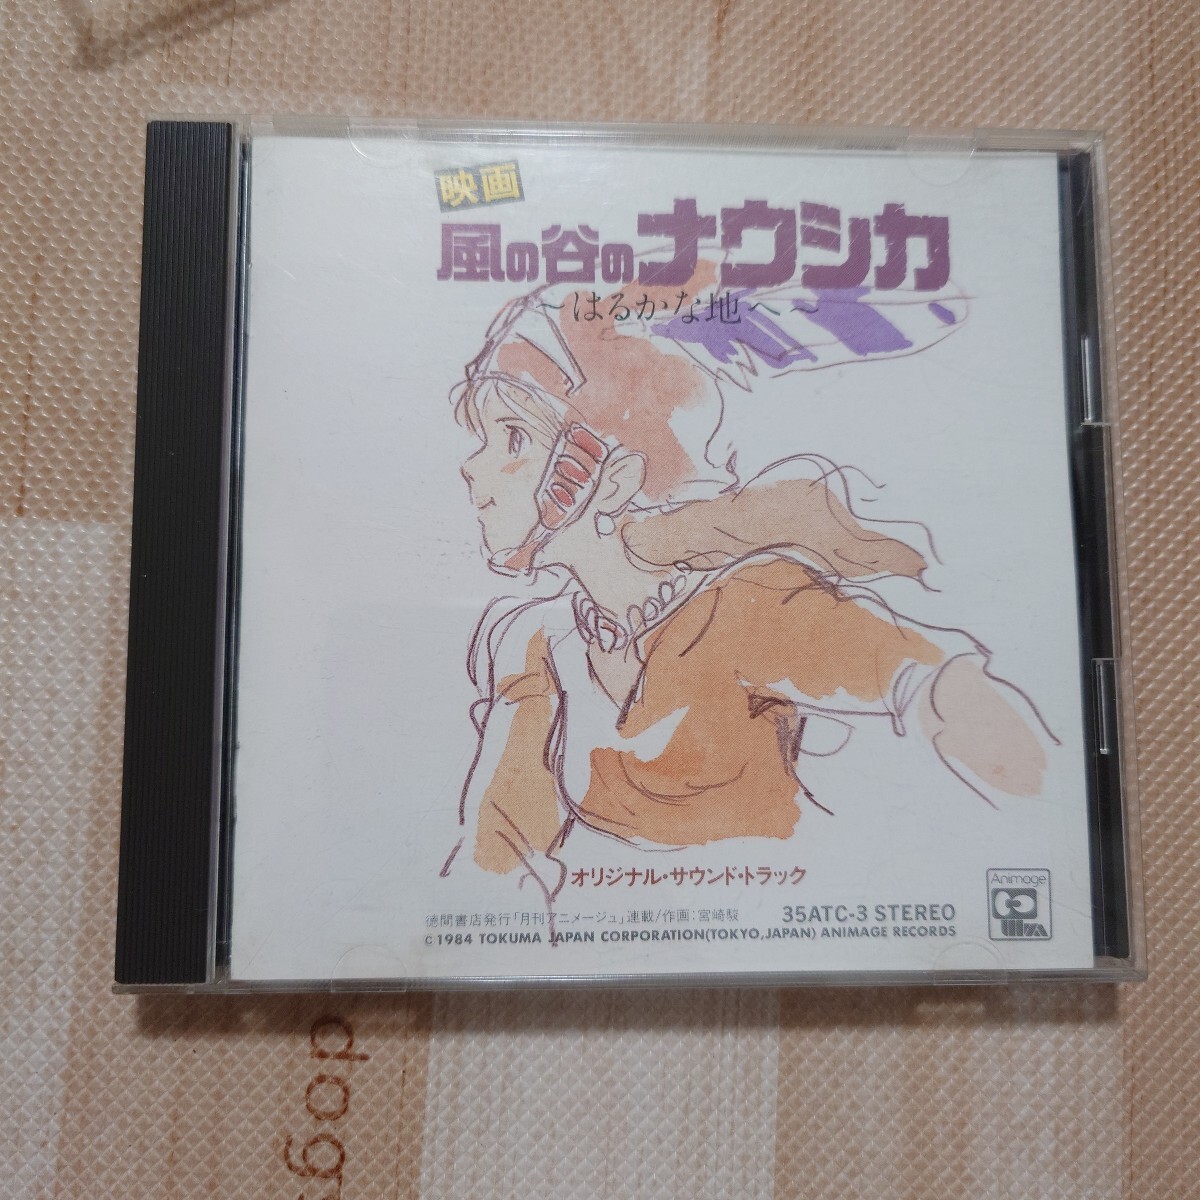 映画
風の谷のナウシカ
～はるかな地へ～
オリジナル・サウンド・トラック
徳間書店発行「月刊アニメージュ」連載/作画:宮崎駿
35ATC-3 STEREO
© 1984 TOKUMA JAPAN CORPORATION(TOKYO,JAPAN) ANIMAGE RECORDS
Animage
dog